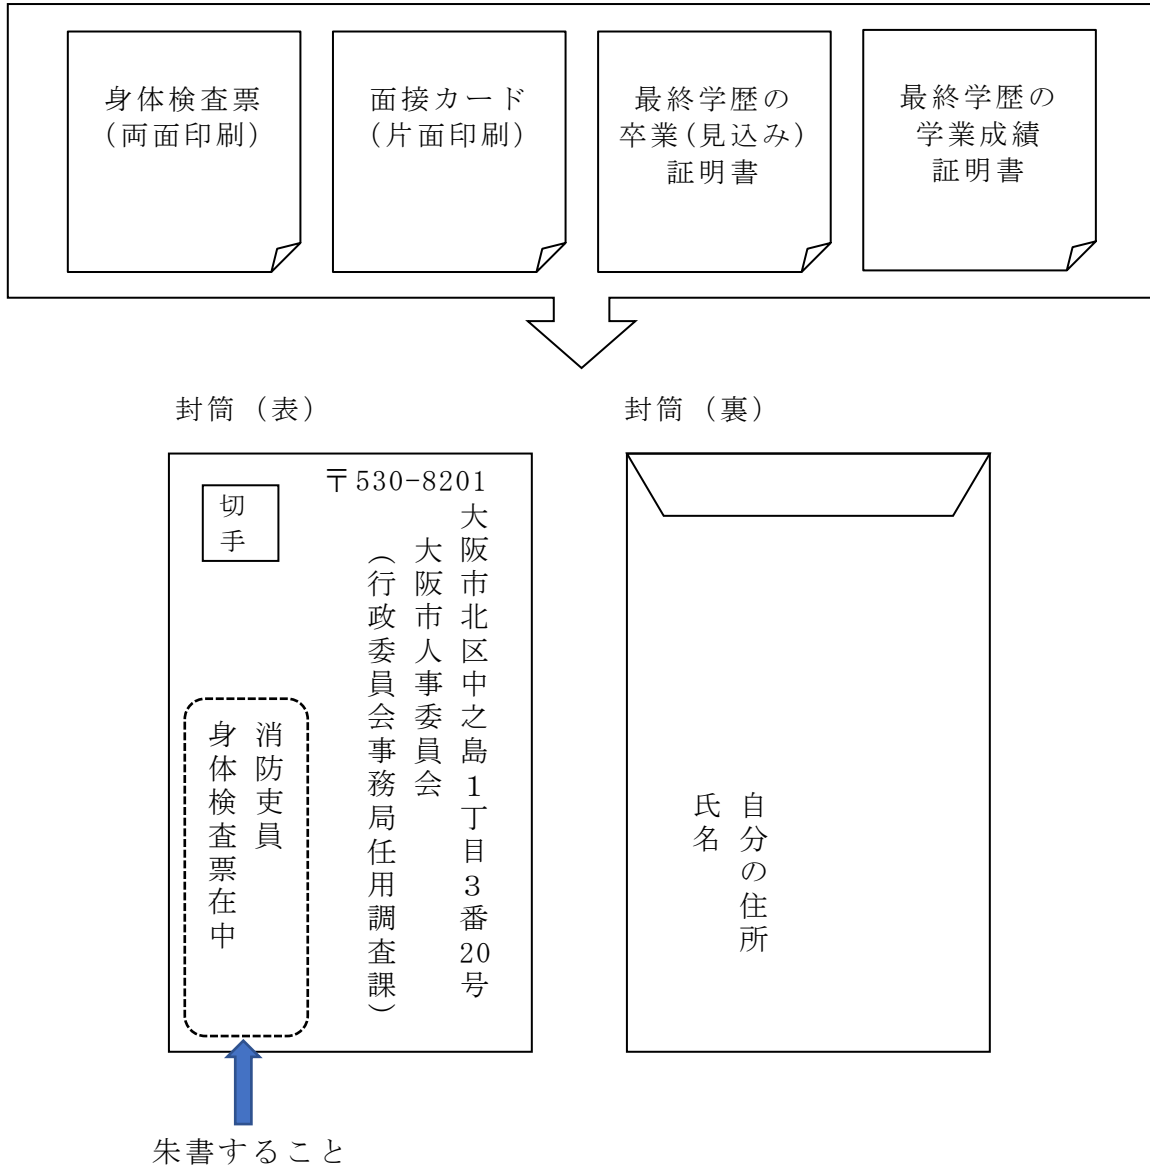 身体検査票
(両面印刷)
面接カード
(片面印刷)
最終学歴の
卒業(見込み)
証明書
最終学歴の
学業成績
証明書
封筒（表）
切
手
〒530-8201
大阪市北区中之島1丁目3番20号
大阪市人事委員会
（行政委員会事務局任用調査課）
消防吏員
身体検査票在中
朱書すること
封筒（裏）
自分の住所
氏名